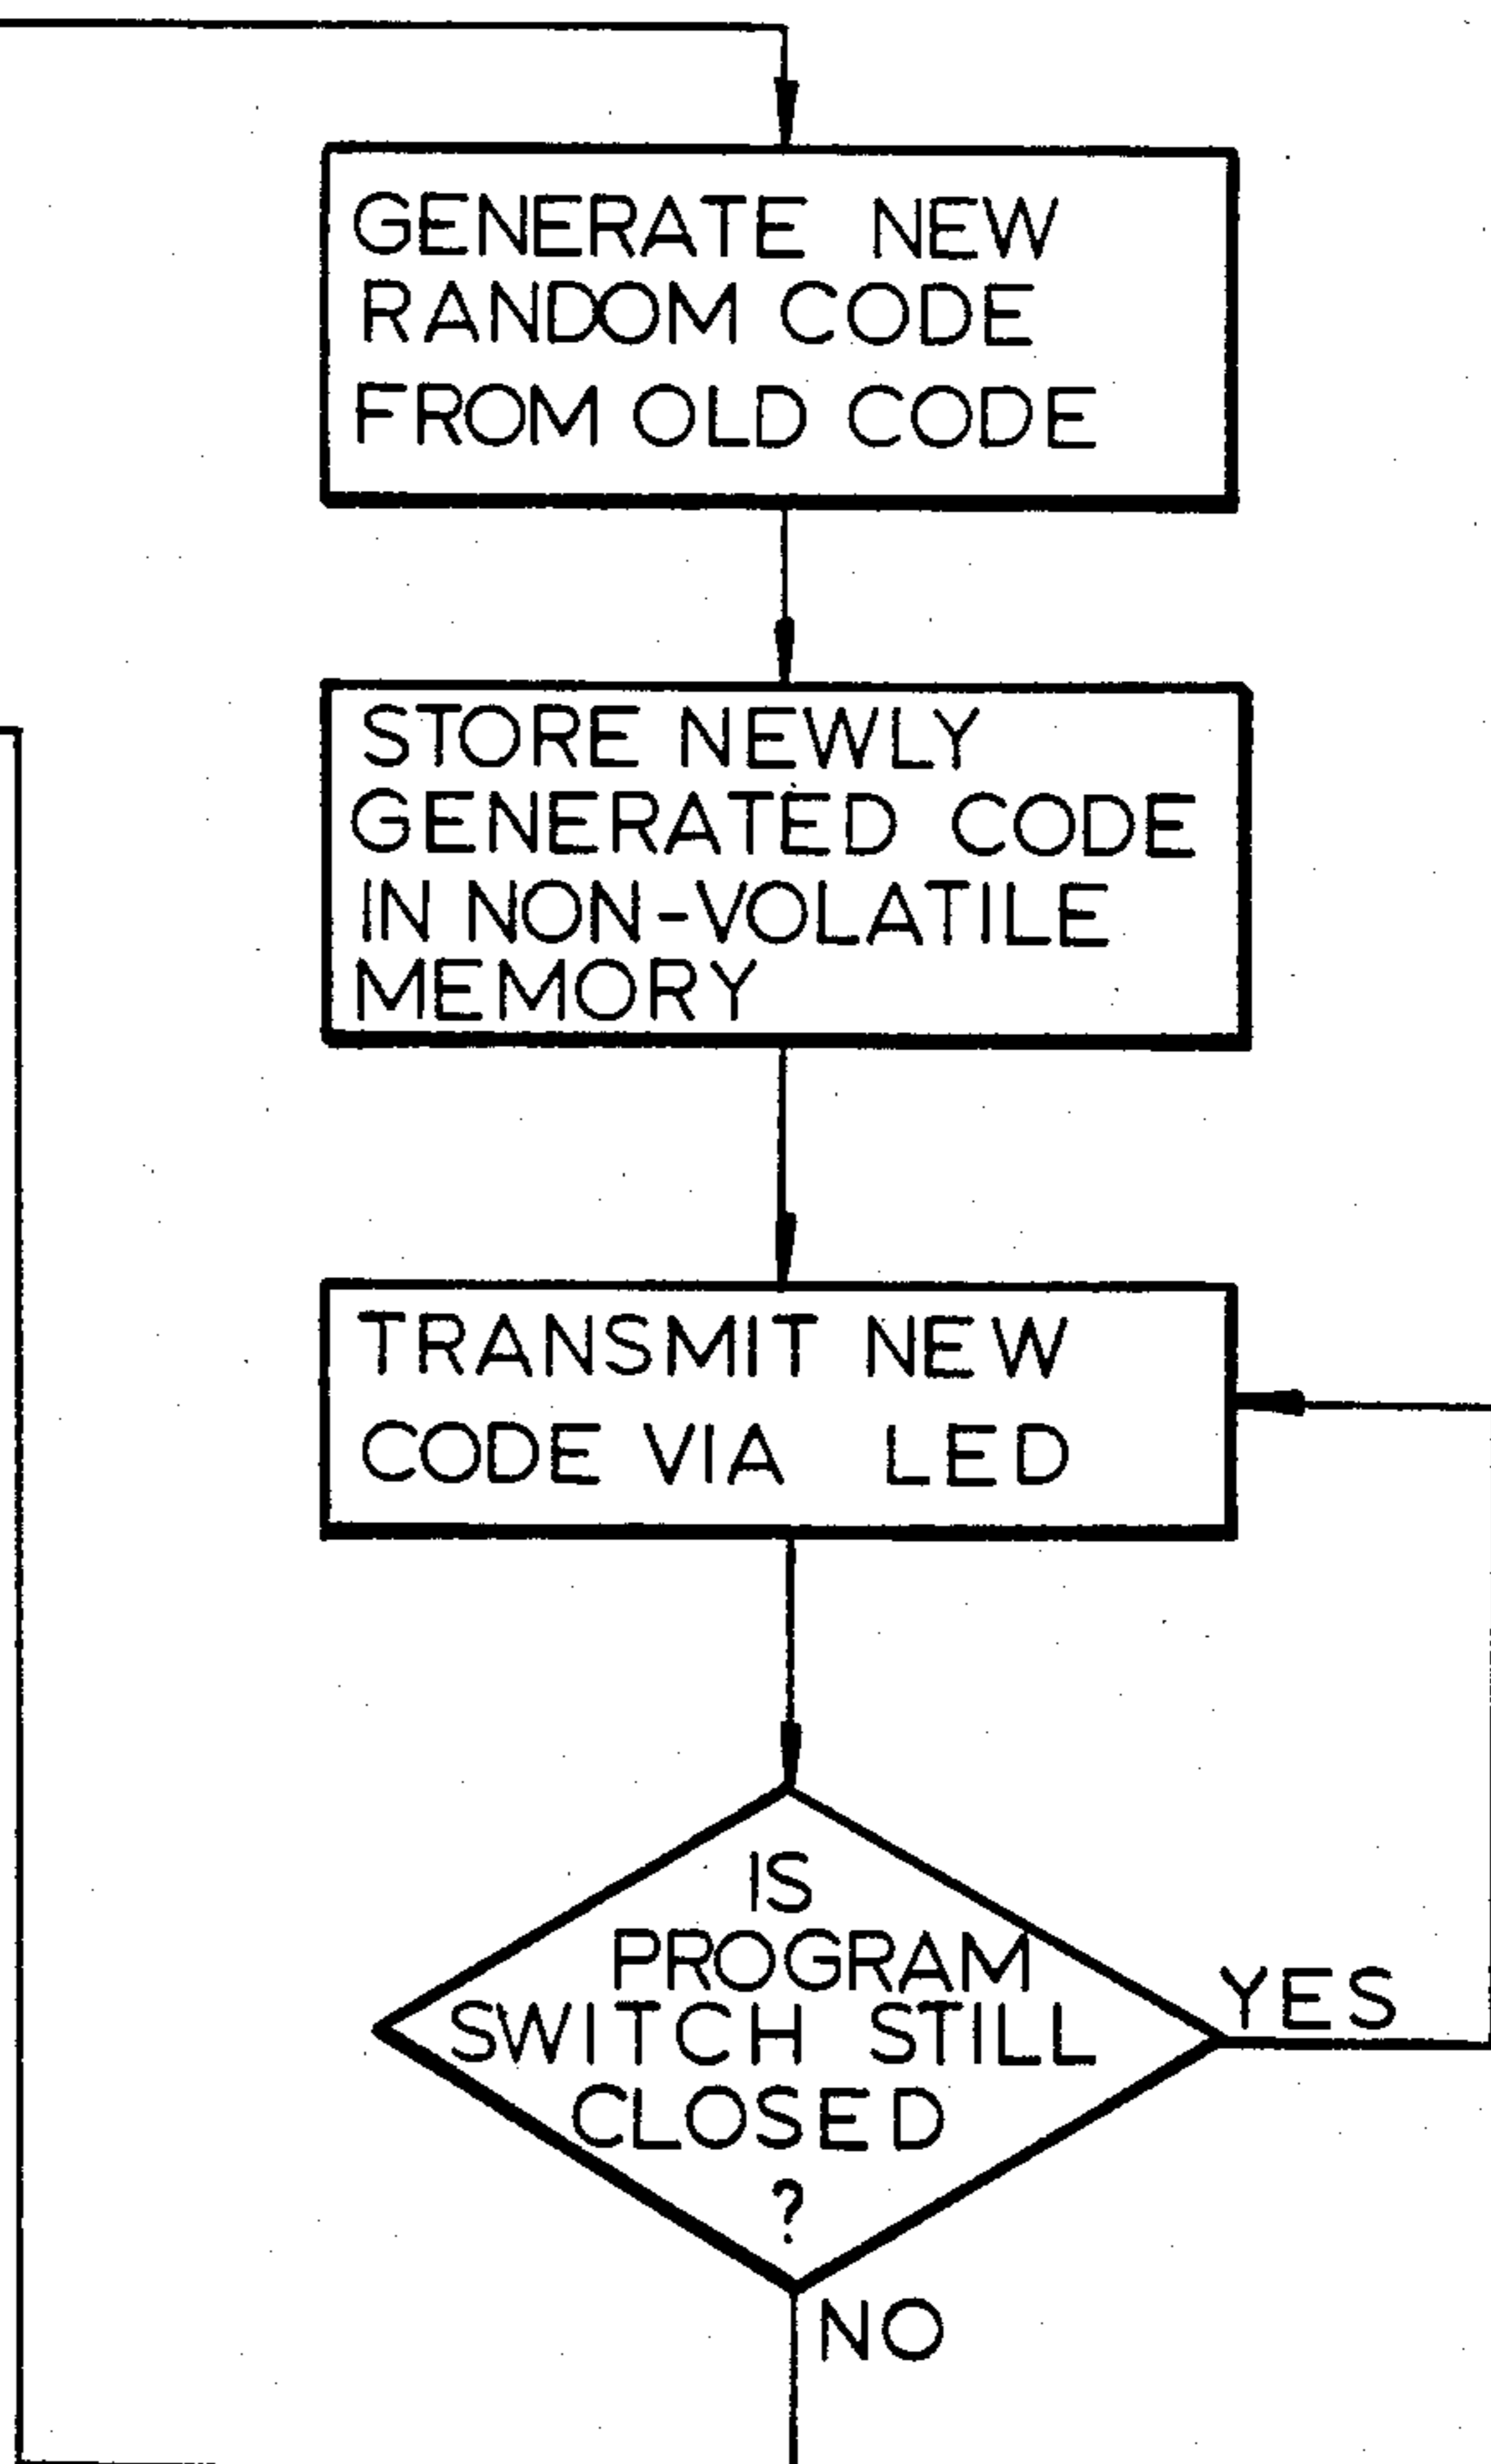 GENERATE NEW
RANDOM CODE
FROM OLD CODE
STORE NEWLY
GENERATED CODE
IN NON-VOLATILE
MEMORY
TRANSMIT NEW
CODE VIA LED
IS
PROGRAM
SWITCH STILL
CLOSED
?
YES
NO